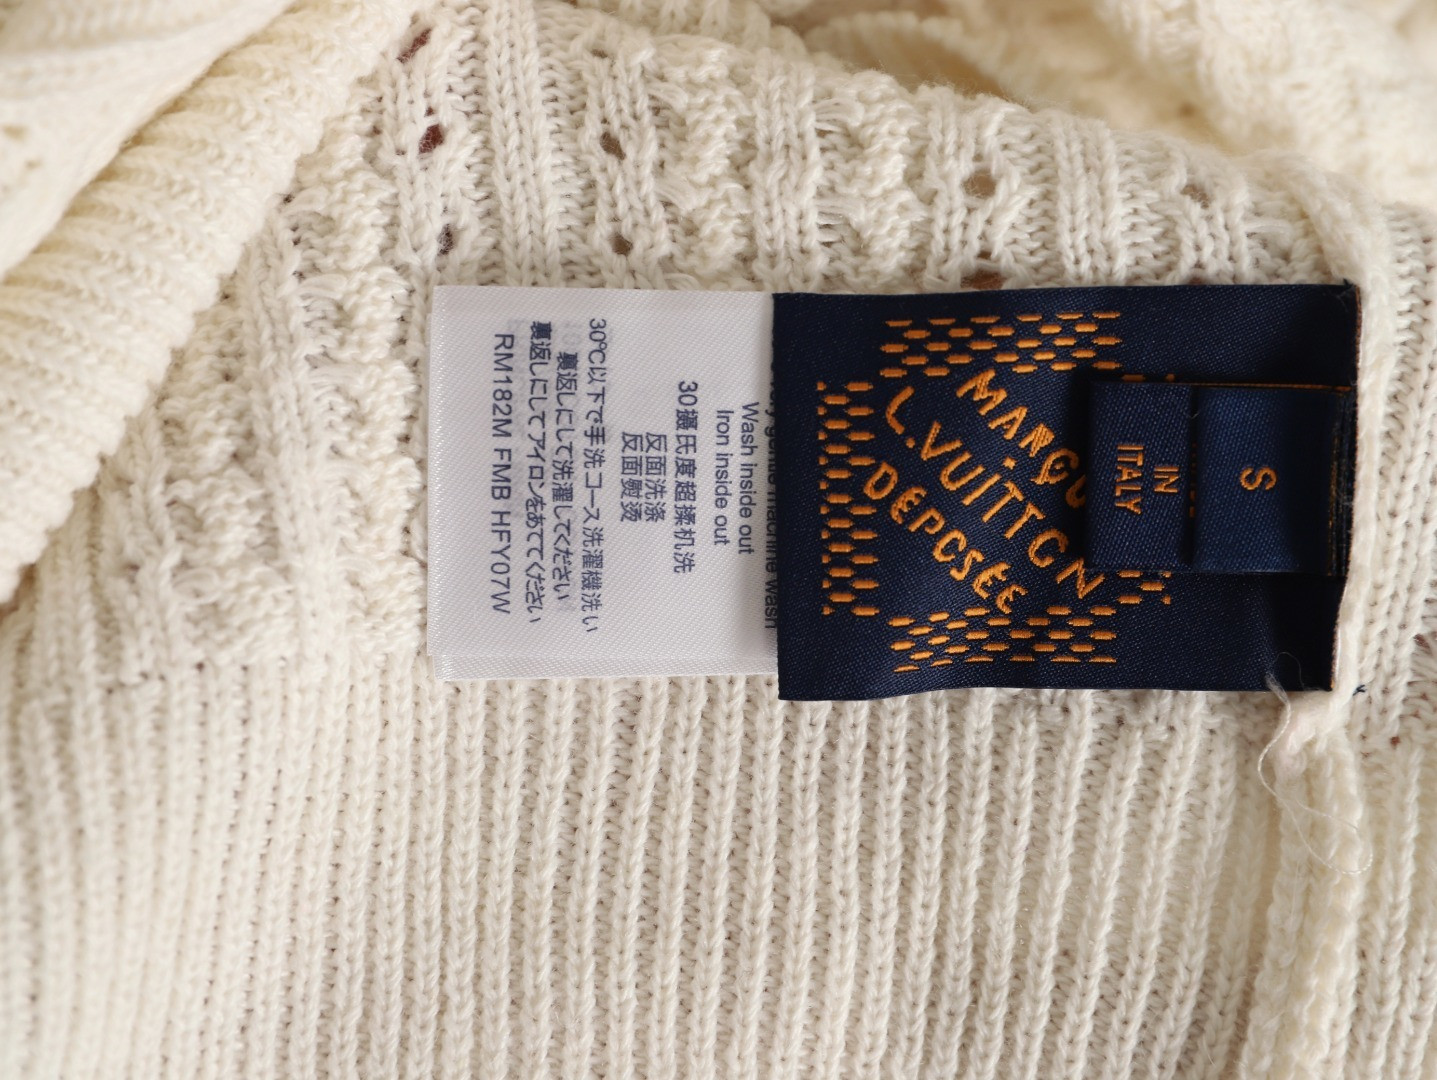 MARQUE
L.VUITTON
DÉPOSÉE
IN
ITALY
S
machine wash
Wash inside out
Iron inside out
30摄氏度超揉机洗
反面洗涤
反面熨烫
30℃以下で手洗コース洗濯機洗い
裏返しにして洗濯してください
裏返しにしてアイロンをあててください
RM182M FMB HFY07W